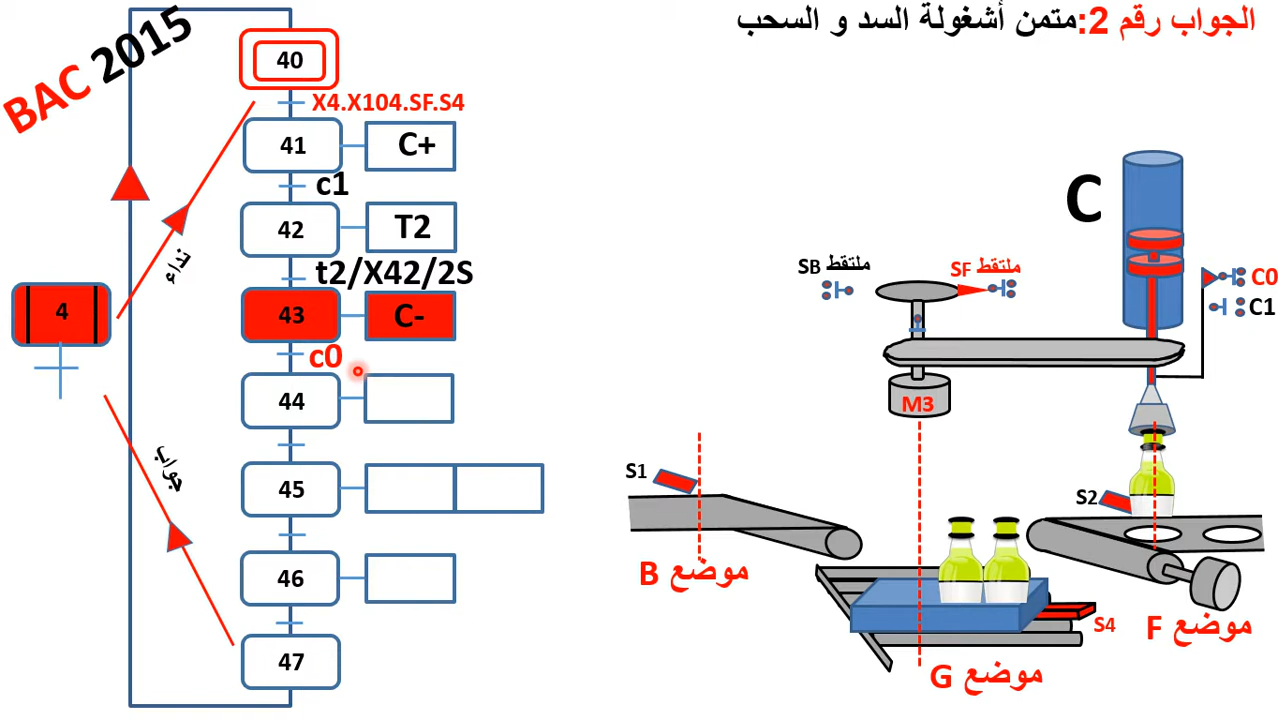 الجواب رقم 2:متمن أشغولة السد و السحب
BAC 2015
40
X4.X104.SF.S4
41
C+
c1
42
T2
t2/X42/2S
4
43
C-
c0
44
45
46
47
نداء
جواب
C
ملتقط SB
ملتقط SF
C0
C1
M3
S1
S2
موضع B
S4
موضع F
موضع G